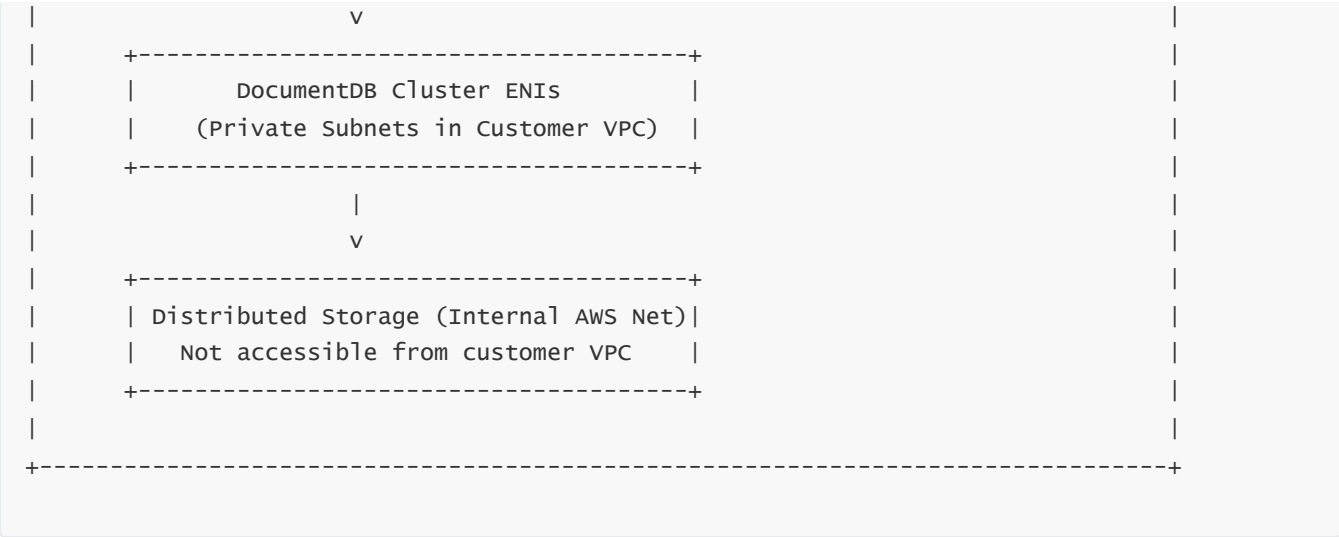 |                      v                                                         |
|      +---------------------------------------+                                 |
|      |       DocumentDB Cluster ENIs         |                                 |
|      |    (Private Subnets in Customer VPC)  |                                 |
|      +---------------------------------------+                                 |
|                      |                                                         |
|                      v                                                         |
|      +---------------------------------------+                                 |
|      | Distributed Storage (Internal AWS Net)|                                 |
|      |   Not accessible from customer VPC    |                                 |
|      +---------------------------------------+                                 |
|                                                                                |
+--------------------------------------------------------------------------------+